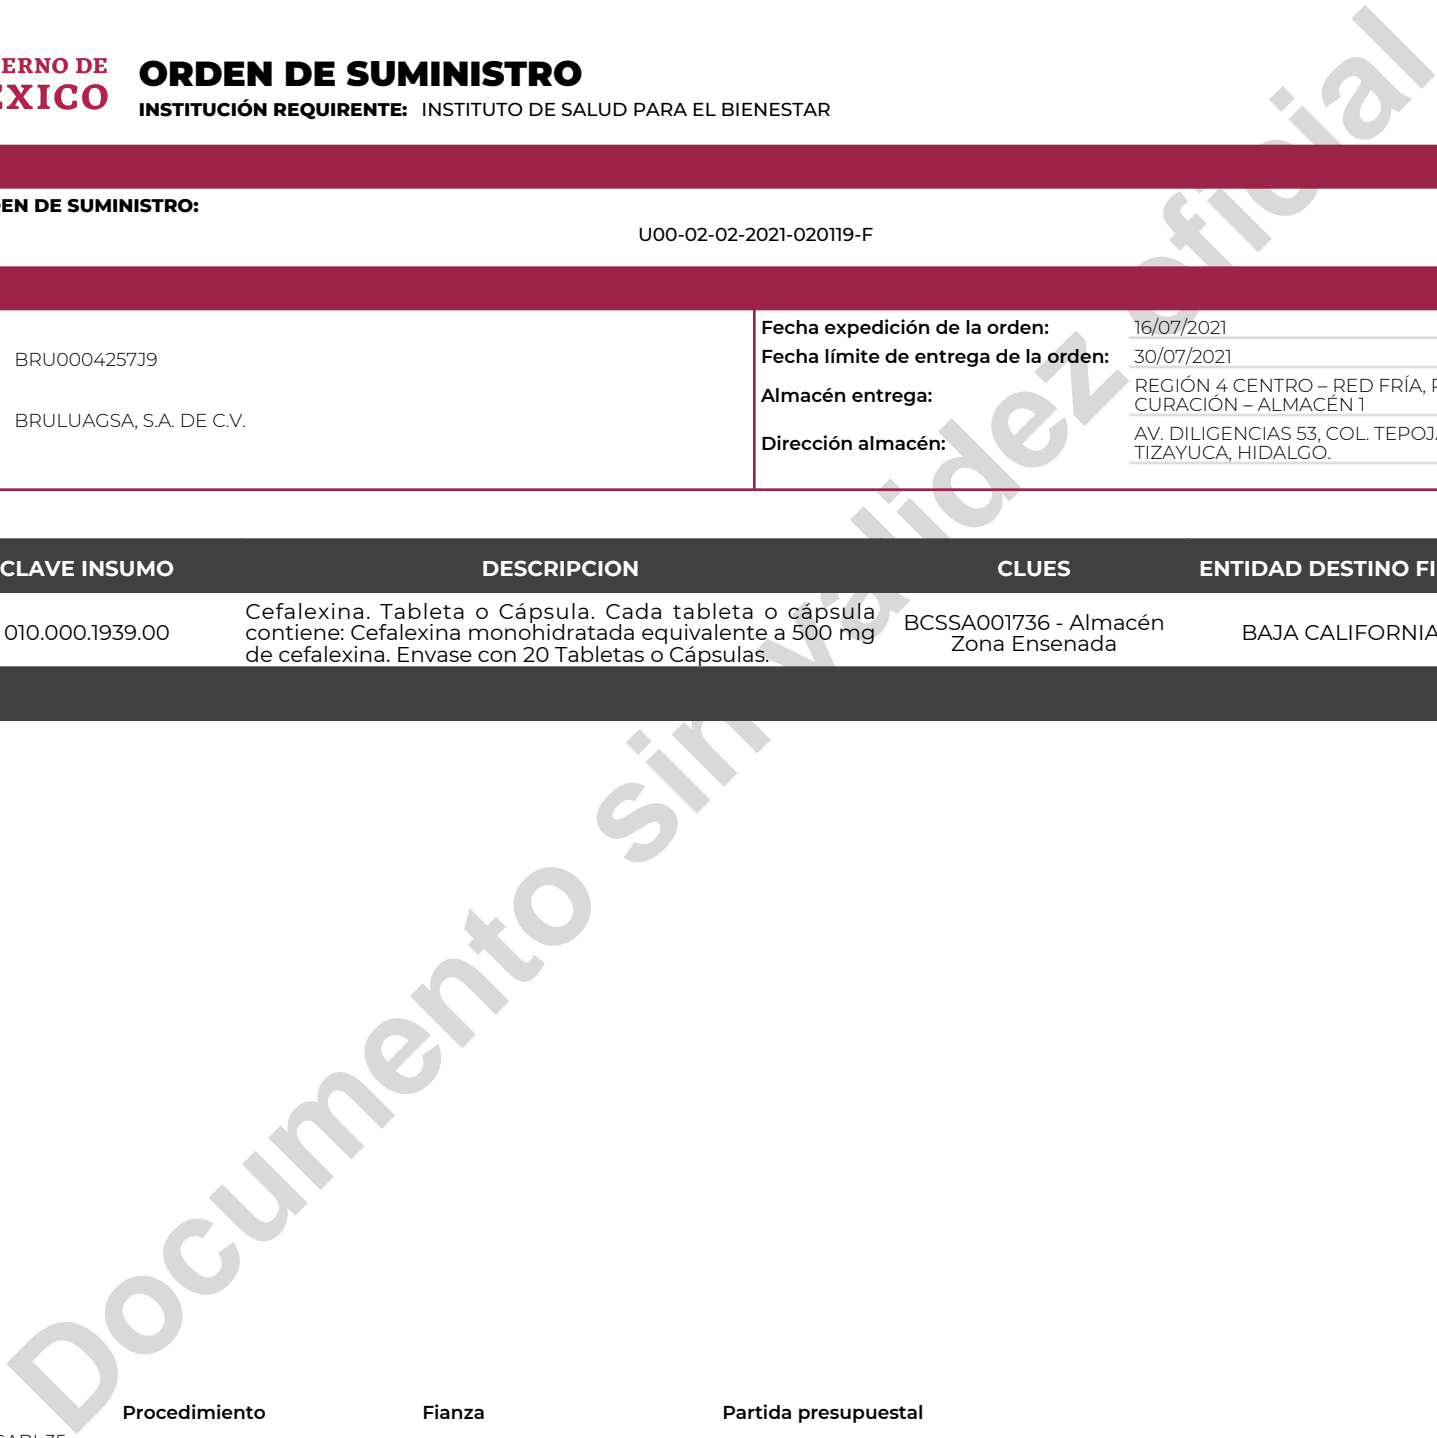 ERNO DE
ÉXICO
ORDEN DE SUMINISTRO
INSTITUCIÓN REQUIRENTE: INSTITUTO DE SALUD PARA EL BIENESTAR
EN DE SUMINISTRO:
U00-02-02-2021-020119-F
BRU0004257J9
BRULUAGSA, S.A. DE C.V.
Fecha expedición de la orden: 16/07/2021
Fecha límite de entrega de la orden: 30/07/2021
Almacén entrega:
REGIÓN 4 CENTRO – RED FRÍA,
CURACIÓN – ALMACÉN 1
Dirección almacén:
AV. DILIGENCIAS 53, COL. TEPOJ
TIZAYUCA, HIDALGO.
CLAVE INSUMO DESCRIPCION CLUES ENTIDAD DESTINO FI
010.000.1939.00
Cefalexina. Tableta o Cápsula. Cada tableta o cápsula
contiene: Cefalexina monohidratada equivalente a 500 mg
de cefalexina. Envase con 20 Tabletas o Cápsulas.
BCSSA001736 - Almacén
Zona Ensenada
BAJA CALIFORNIA
Documento sin validez oficial
Procedimiento Fianza Partida presupuestal